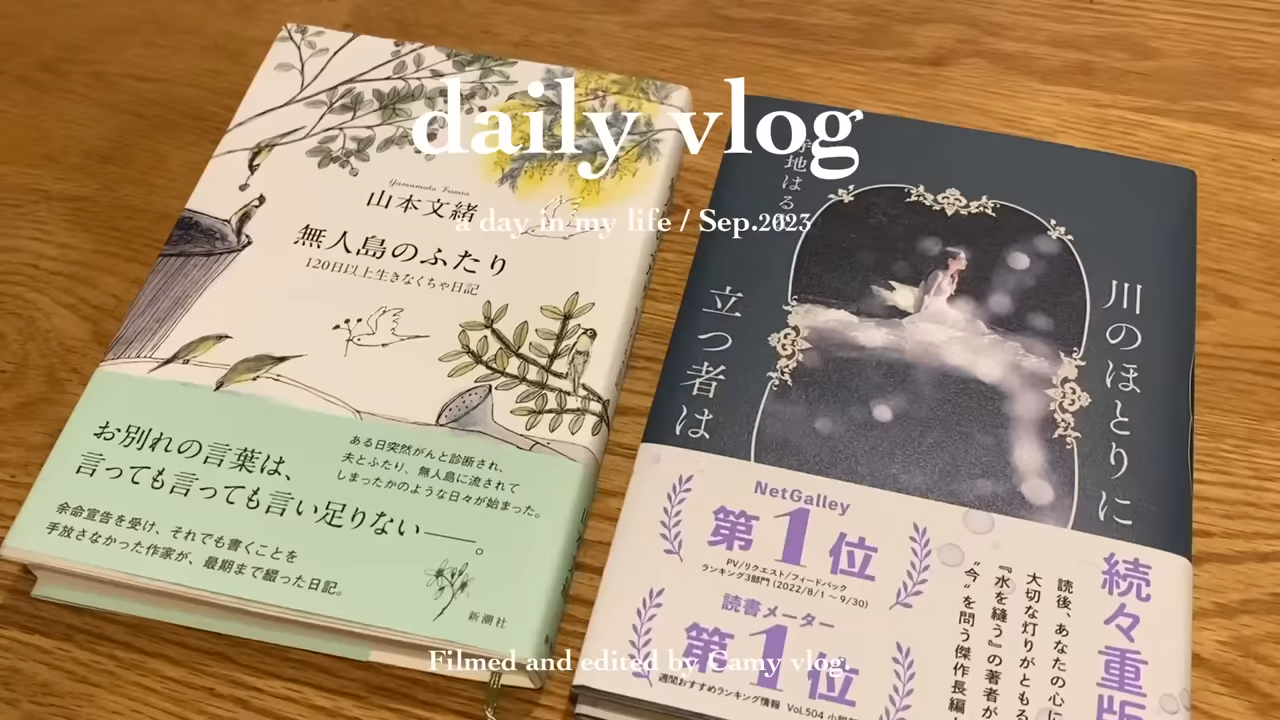 daily vlog
a day in my life / Sep.2023
Yamamoto Fumio
山本文緒
無人島のふたり
120日以上生きなくちゃ日記
お別れの言葉は、
言っても言っても言い足りない――。
ある日突然がんと診断され、
夫とふたり、無人島に流されて
しまったかのような日々が始まった。
余命宣告を受け、それでも書くことを
手放さなかった作家が、最期まで綴った日記。
新潮社
地はる
川のほとりに
立つ者は
NetGalley
第1位
PV/リクエスト/フィードバック
ランキング3部門 (2022/8/1 ～ 9/30)
読書メーター
第1位
週間おすすめランキング情報 Vol.504
続々重版
読後、あなたの心に
大切な灯りがともる
『水を縫う』の著者が
"今"を問う傑作長編
Filmed and edited by Camy vlog.